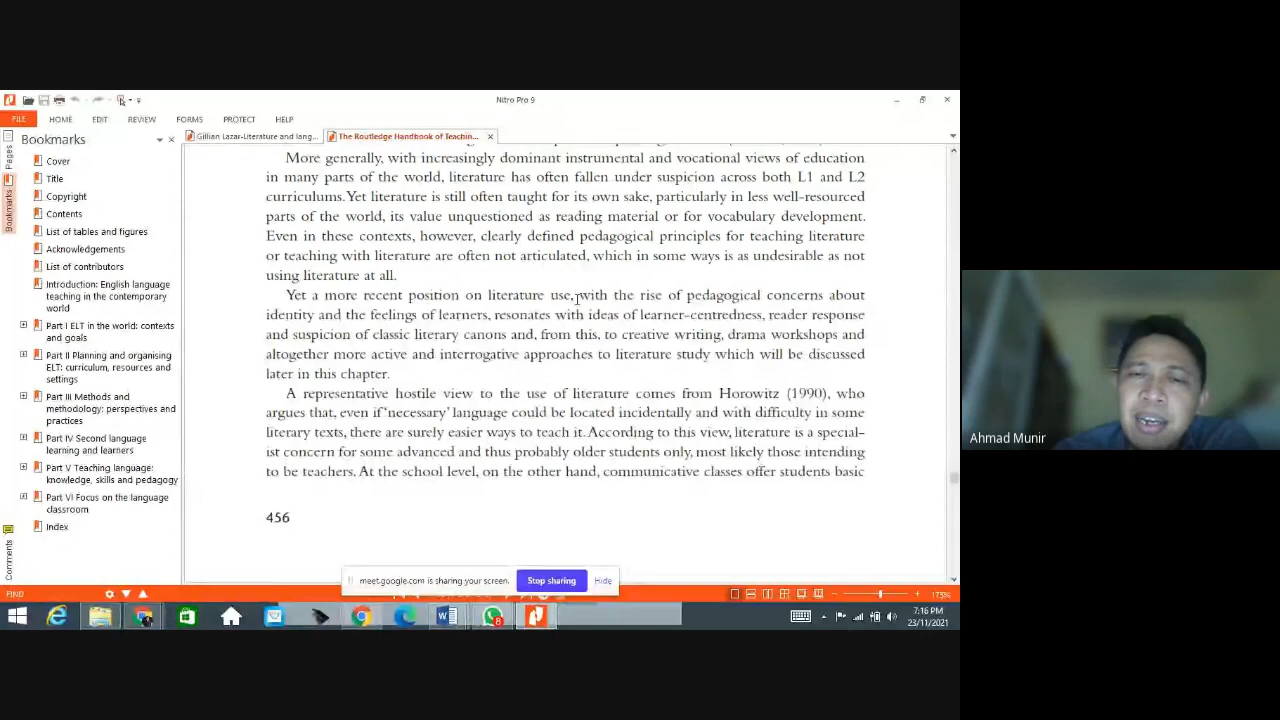 Nitro Pro 9
FILE HOME EDIT REVIEW FORMS PROTECT HELP
Gillian Lazar-Literature and lang...
The Routledge Handbook of Teachin...
Pages
Bookmarks
Comments
Bookmarks
Cover
Title
Copyright
Contents
List of tables and figures
Acknowledgements
List of contributors
Introduction: English language
teaching in the contemporary
world
Part I ELT in the world: contexts
and goals
Part II Planning and organising
ELT: curriculum, resources and
settings
Part III Methods and
methodology: perspectives and
practices
Part IV Second language
learning and learners
Part V Teaching language:
knowledge, skills and pedagogy
Part VI Focus on the language
classroom
Index
More generally, with increasingly dominant instrumental and vocational views of education
in many parts of the world, literature has often fallen under suspicion across both L1 and L2
curriculums. Yet literature is still often taught for its own sake, particularly in less well-resourced
parts of the world, its value unquestioned as reading material or for vocabulary development.
Even in these contexts, however, clearly defined pedagogical principles for teaching literature
or teaching with literature are often not articulated, which in some ways is as undesirable as not
using literature at all.
Yet a more recent position on literature use, with the rise of pedagogical concerns about
identity and the feelings of learners, resonates with ideas of learner-centredness, reader response
and suspicion of classic literary canons and, from this, to creative writing, drama workshops and
altogether more active and interrogative approaches to literature study which will be discussed
later in this chapter.
A representative hostile view to the use of literature comes from Horowitz (1990), who
argues that, even if 'necessary' language could be located incidentally and with difficulty in some
literary texts, there are surely easier ways to teach it. According to this view, literature is a special-
ist concern for some advanced and thus probably older students only, most likely those intending
to be teachers. At the school level, on the other hand, communicative classes offer students basic
456
meet.google.com is sharing your screen. Stop sharing Hide
FIND
175%
8
7:16 PM
23/11/2021
Ahmad Munir